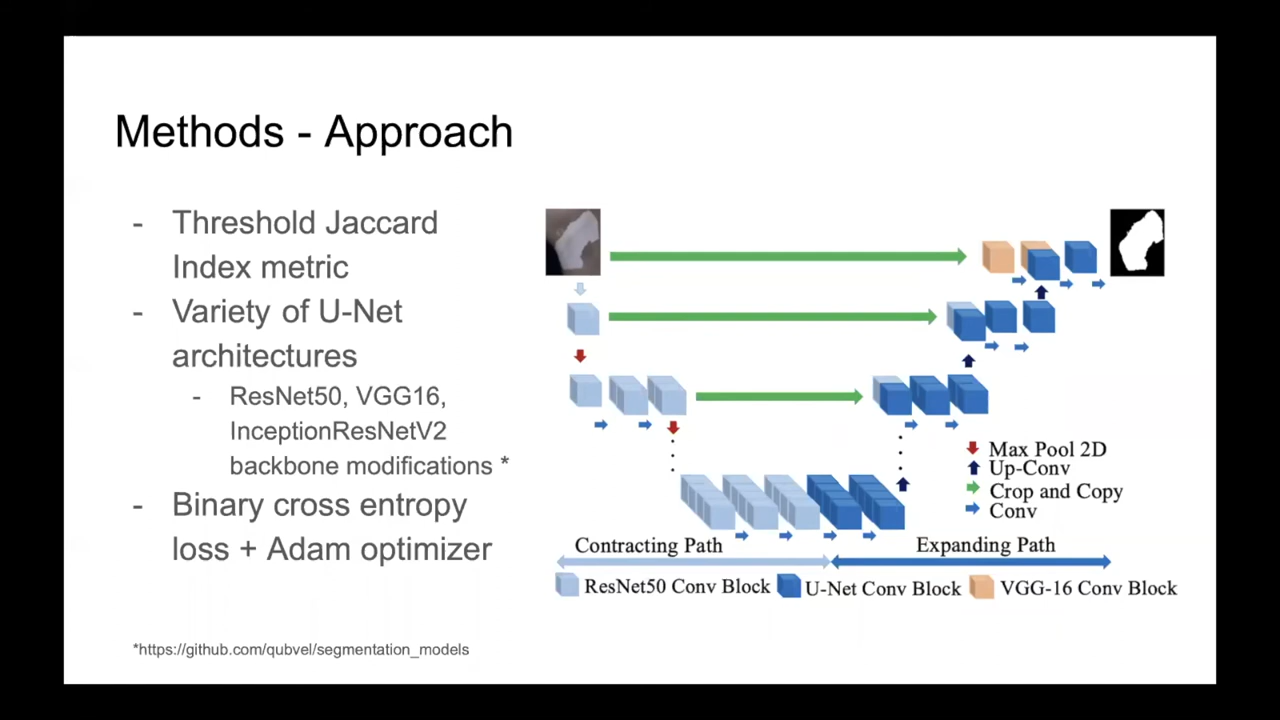 Methods - Approach
- Threshold Jaccard
Index metric
- Variety of U-Net
architectures
- ResNet50, VGG16,
InceptionResNetV2
backbone modifications *
- Binary cross entropy
loss + Adam optimizer
*https://github.com/qubvel/segmentation_models
Max Pool 2D
Up-Conv
Crop and Copy
Conv
Contracting Path
Expanding Path
ResNet50 Conv Block
U-Net Conv Block
VGG-16 Conv Block